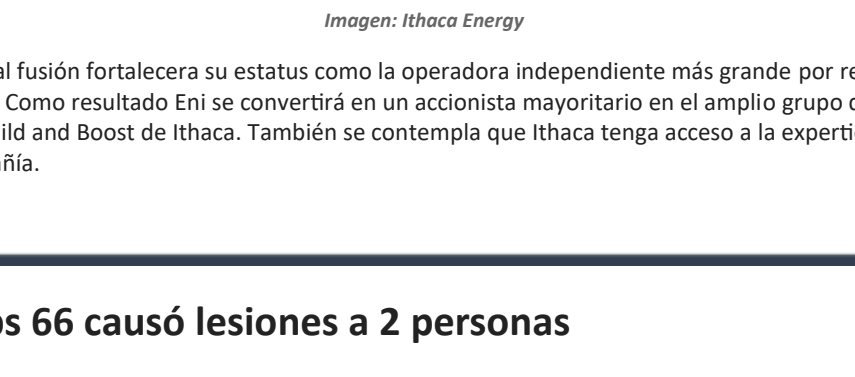 Imagen: Ithaca Energy
al fusión fortalecera su estatus como la operadora independiente más grande por re
Como resultado Eni se convertirá en un accionista mayoritario en el amplio grupo
ild and Boost de Ithaca. También se contempla que Ithaca tenga acceso a la experti
ñía.
os 66 causó lesiones a 2 personas